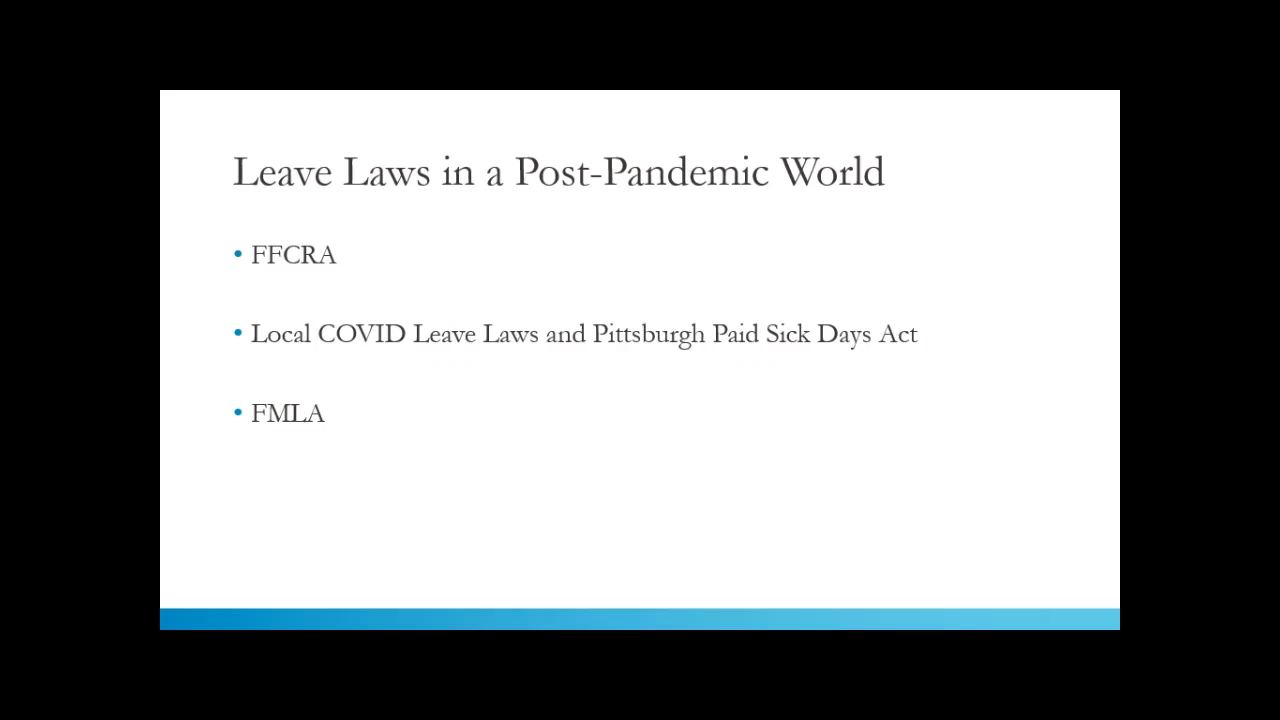 Leave Laws in a Post-Pandemic World
• FFCRA
• Local COVID Leave Laws and Pittsburgh Paid Sick Days Act
• FMLA